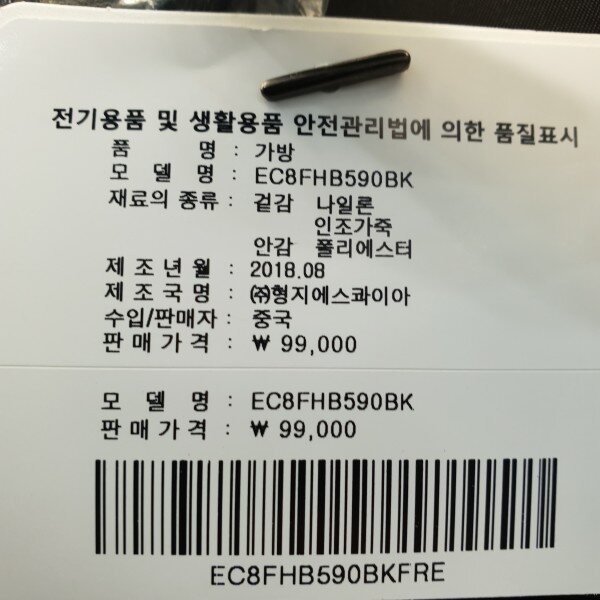 전기용품 및 생활용품 안전관리법에 의한 품질표시
품 명 : 가방
모 델 명 : EC8FHB590BK
재료의 종류 : 겉감 나일론
인조가죽
안감 폴리에스터
제 조 년 월 : 2018.08
제 조 국 명 : ㈜형지에스콰이아
수입/판매자 : 중국
판 매 가 격 : ₩ 99,000
모 델 명 : EC8FHB590BK
판 매 가 격 : ₩ 99,000
EC8FHB590BKFRE